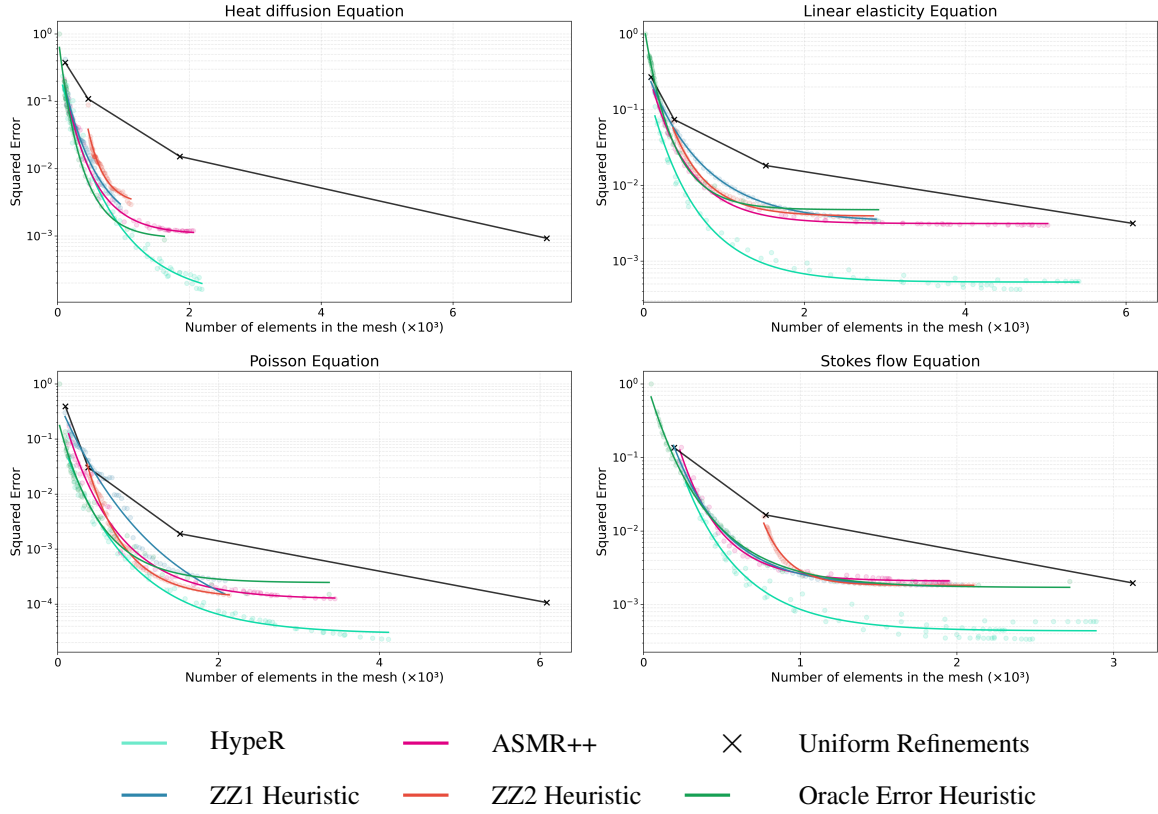 Heat diffusion Equation
Squared Error
10⁰
10⁻¹
10⁻²
10⁻³
0 2 4 6
Number of elements in the mesh (×10³)
Linear elasticity Equation
Squared Error
10⁰
10⁻¹
10⁻²
10⁻³
0 2 4 6
Number of elements in the mesh (×10³)
Poisson Equation
Squared Error
10⁰
10⁻¹
10⁻²
10⁻³
10⁻⁴
0 2 4 6
Number of elements in the mesh (×10³)
Stokes flow Equation
Squared Error
10⁰
10⁻¹
10⁻²
10⁻³
0 1 2 3
Number of elements in the mesh (×10³)
HypeR ASMR++ Uniform Refinements
ZZ1 Heuristic ZZ2 Heuristic Oracle Error Heuristic